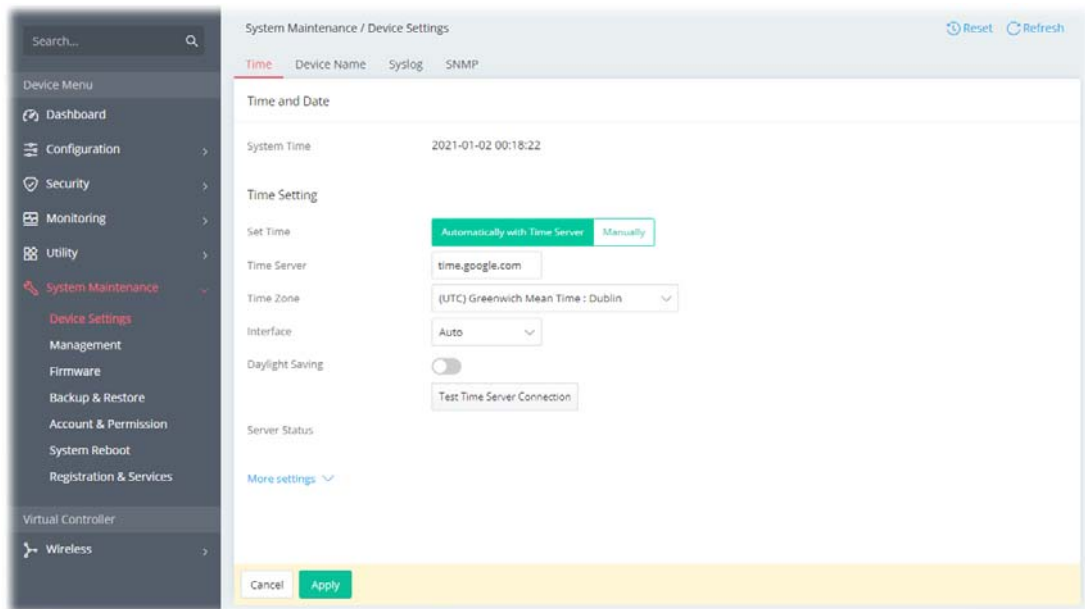 Search...
Device Menu
Dashboard
Configuration
Security
Monitoring
Utility
System Maintenance
Device Settings
Management
Firmware
Backup & Restore
Account & Permission
System Reboot
Registration & Services
Virtual Controller
Wireless
System Maintenance / Device Settings
Reset Refresh
Time Device Name Syslog SNMP
Time and Date
System Time 2021-01-02 00:18:22
Time Setting
Set Time Automatically with Time Server Manually
Time Server time.google.com
Time Zone (UTC) Greenwich Mean Time : Dublin
Interface Auto
Daylight Saving
Test Time Server Connection
Server Status
More settings
Cancel Apply